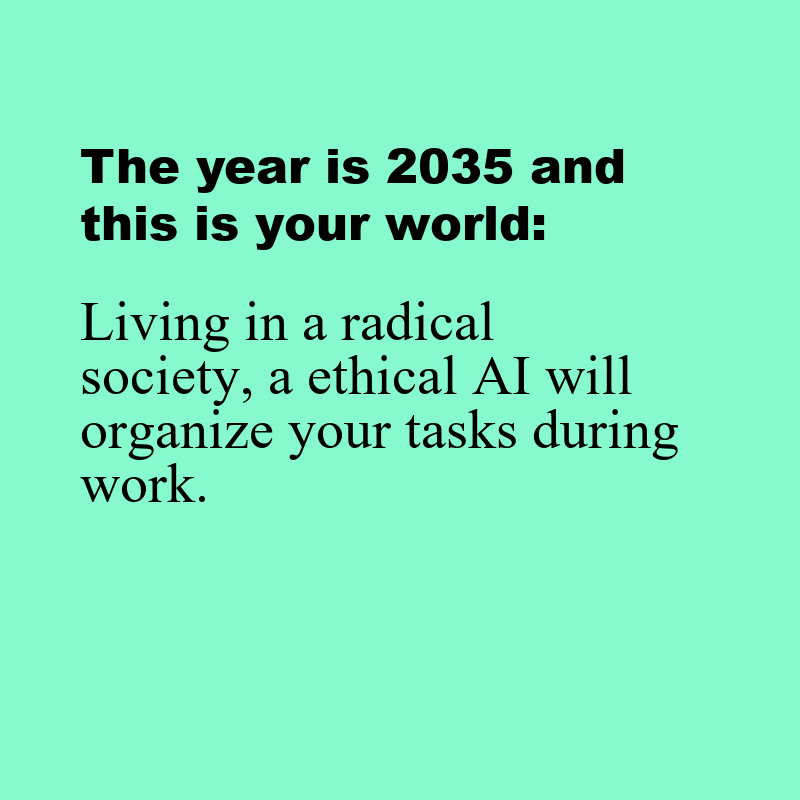 The year is 2035 and
this is your world:
Living in a radical
society, a ethical AI will
organize your tasks during
work.